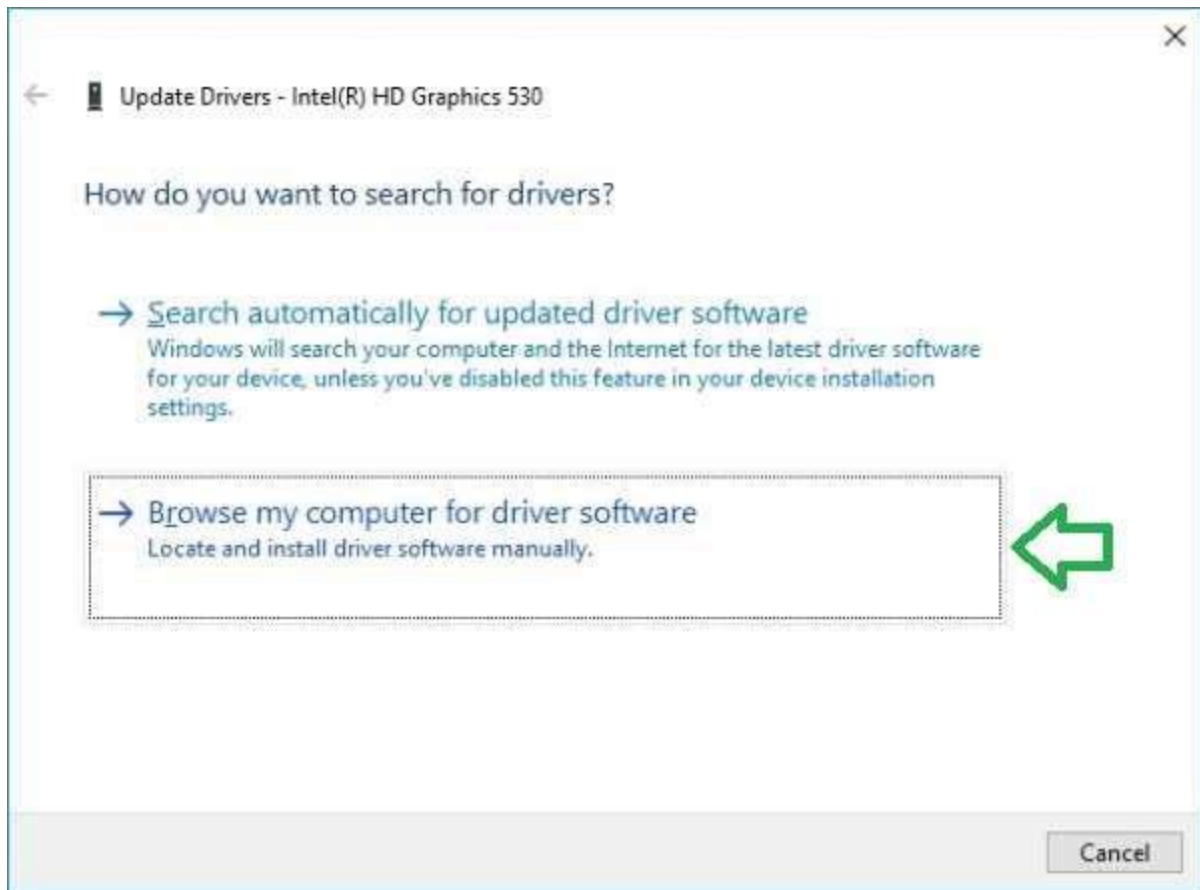 Update Drivers - Intel(R) HD Graphics 530
How do you want to search for drivers?
Search automatically for updated driver software
Windows will search your computer and the Internet for the latest driver software
for your device, unless you've disabled this feature in your device installation
settings.
Browse my computer for driver software
Locate and install driver software manually.
Cancel